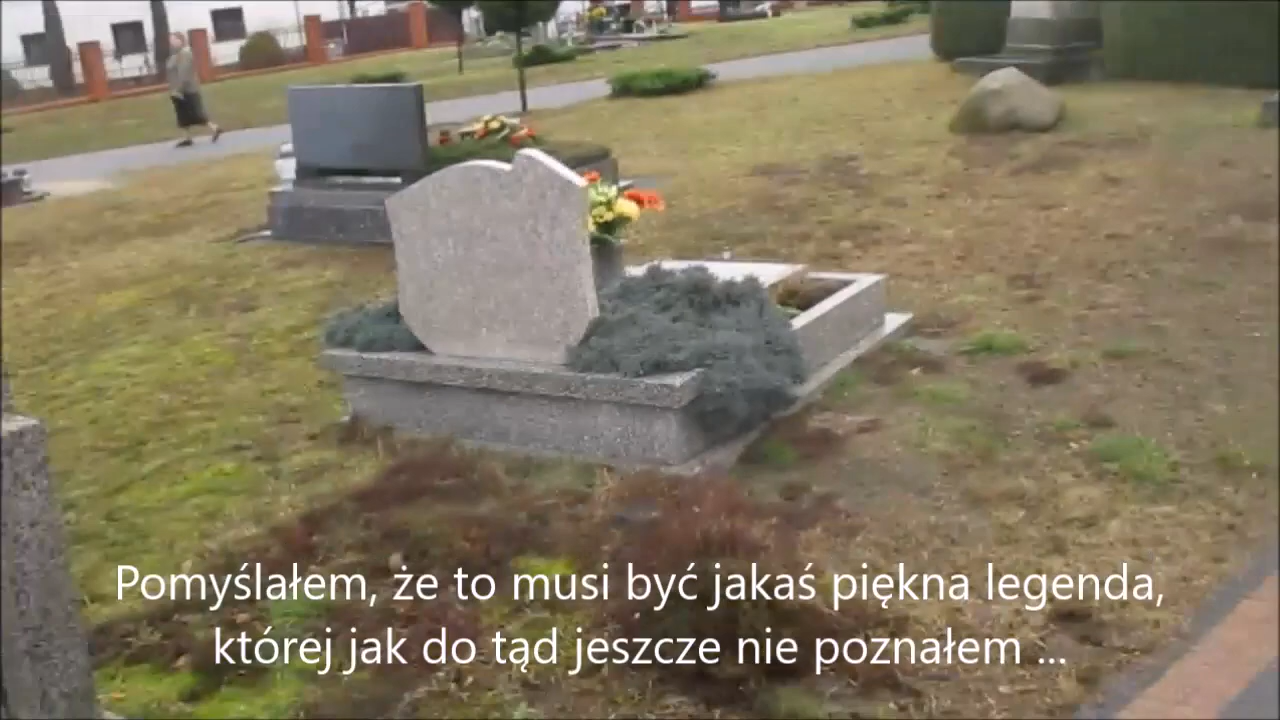 Pomyślałem, że to musi być jakaś piękna legenda,
której jak do tąd jeszcze nie poznałem ...